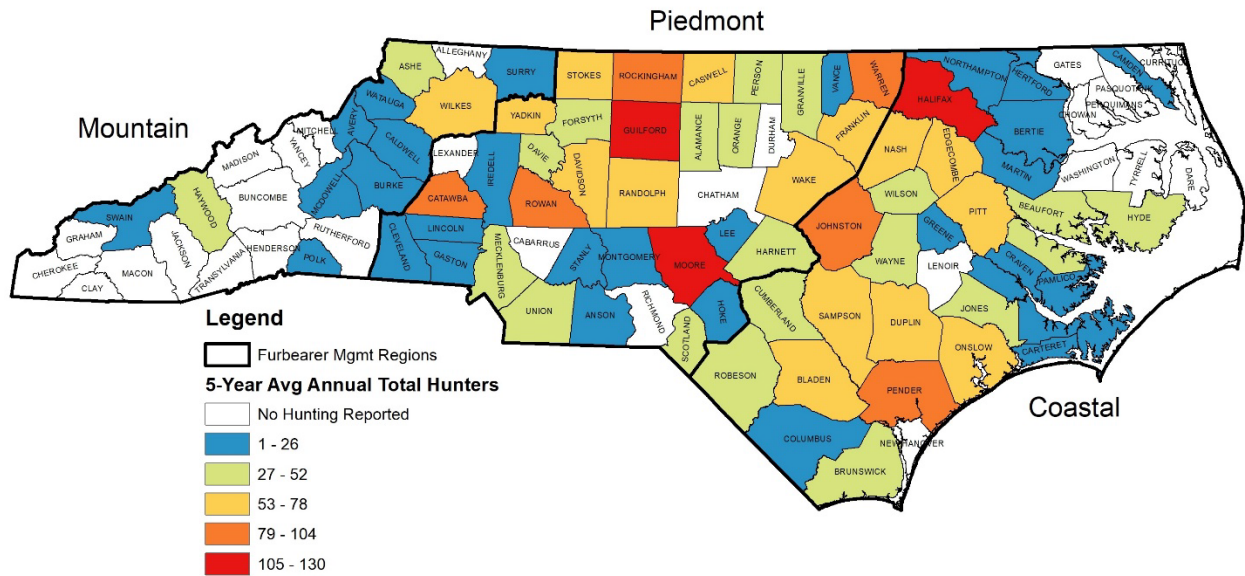 Piedmont
Mountain
Coastal
ALLEGHANY
ASHE
SURRY
STOKES
ROCKINGHAM
CASWELL
PERSON
GRANVILLE
VANCE
WARREN
NORTHAMPTON
HERTFORD
GATES
CAMDEN
CURRITUCK
PASQUOTANK
PERQUIMANS
CHOWAN
HALIFAX
WATAUGA
WILKES
YADKIN
FORSYTH
GUILFORD
ALAMANCE
ORANGE
DURHAM
FRANKLIN
NASH
EDGECOMBE
BERTIE
MARTIN
WASHINGTON
TYRRELL
DARE
MITCHELL
AVERY
YANCEY
CALDWELL
LEXANDER
IREDELL
DAVIE
DAVIDSON
RANDOLPH
CHATHAM
WAKE
WILSON
PITT
BEAUFORT
HYDE
MADISON
MCDOWELL
BURKE
CATAWBA
ROWAN
JOHNSTON
GREENE
HAYWOOD
BUNCOMBE
SWAIN
GRAHAM
JACKSON
HENDERSON
RUTHERFORD
POLK
CLEVELAND
LINCOLN
GASTON
MECKLENBURG
CABARRUS
STANLY
MONTGOMERY
MOORE
LEE
HARNETT
WAYNE
LENOIR
CRAVEN
PAMLICO
CHEROKEE
CLAY
MACON
TRANSYLVANIA
UNION
ANSON
RICHMOND
SCOTLAND
HOKE
CUMBERLAND
SAMPSON
DUPLIN
JONES
ONSLOW
CARTERET
ROBESON
BLADEN
PENDER
COLUMBUS
NEW HANOVER
BRUNSWICK
Legend
Furbearer Mgmt Regions
5-Year Avg Annual Total Hunters
No Hunting Reported
1 - 26
27 - 52
53 - 78
79 - 104
105 - 130